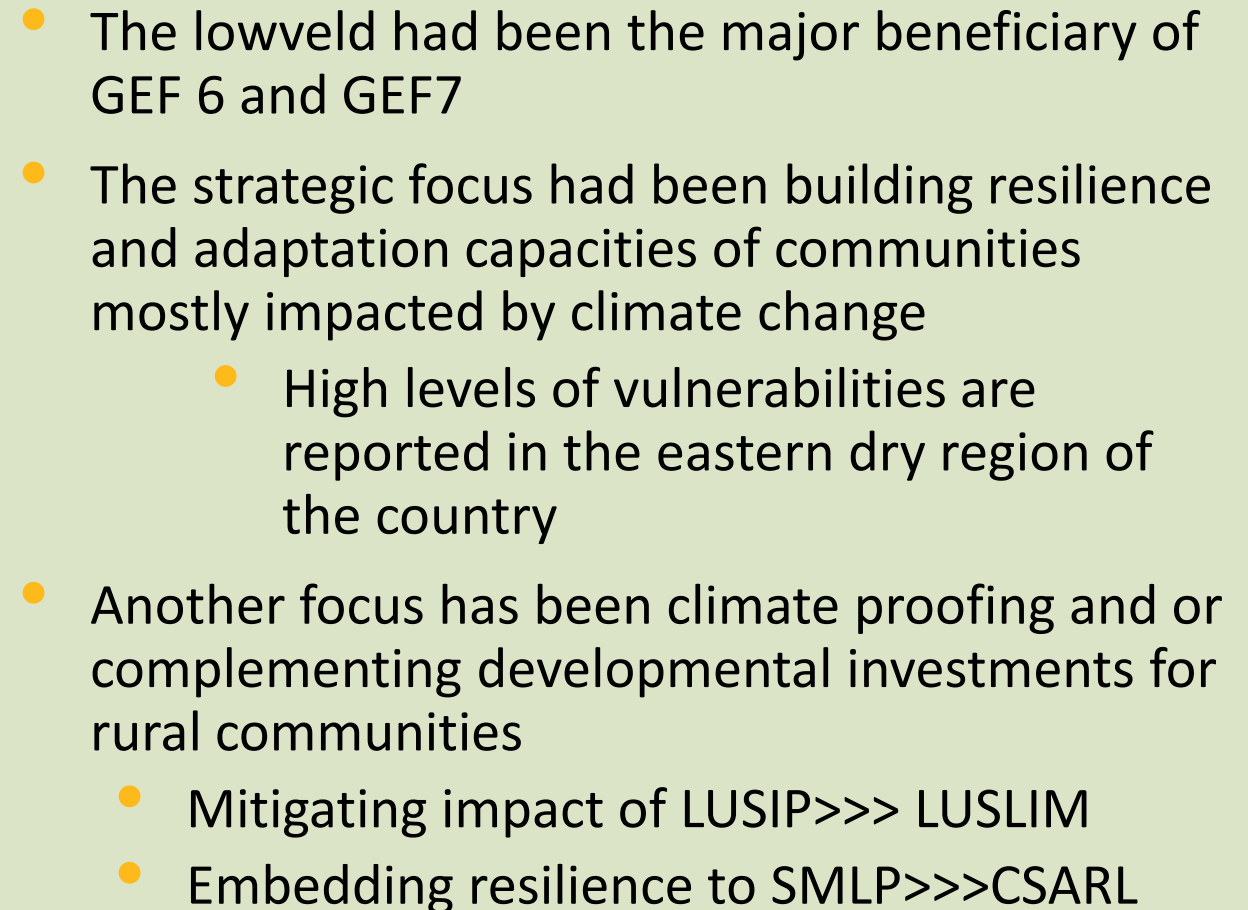 • The lowveld had been the major beneficiary of
GEF 6 and GEF7
• The strategic focus had been building resilience
and adaptation capacities of communities
mostly impacted by climate change
• High levels of vulnerabilities are
reported in the eastern dry region of
the country
• Another focus has been climate proofing and or
complementing developmental investments for
rural communities
• Mitigating impact of LUSIP>>> LUSLIM
• Embedding resilience to SMLP>>>CSARL